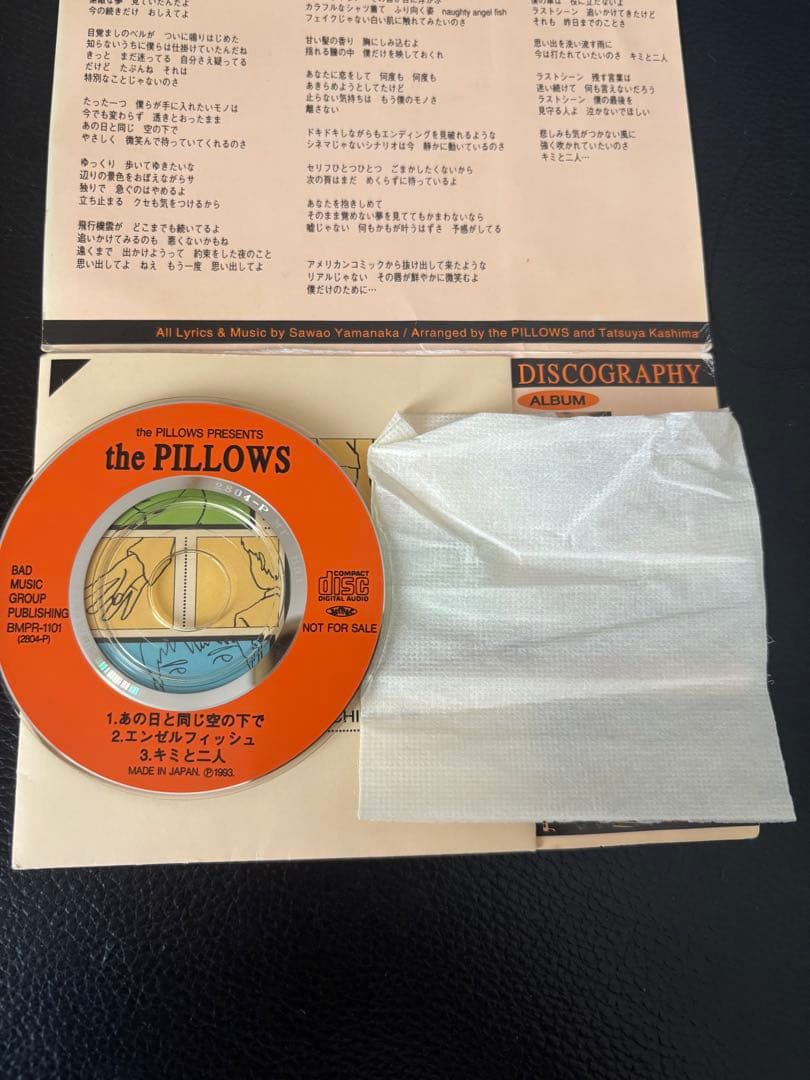 今の続きだけ　おしえてよ
目覚ましのベルが　ついに鳴りはじめた
知らないうちに僕らは仕掛けていたんだね
きっと　まだ迷ってる　自分さえ疑ってる
だけど　たぶんね　それは
特別なことじゃないのさ
たった一つ　僕らが手に入れたいモノは
今でも変わらず　透きとおったまま
あの日と同じ　空の下で
やさしく　微笑んで待っていてくれるのさ
ゆっくり　歩いてゆきたいな
辺りの景色をおぼえながらサ
独りで　急ぐのはやめるよ
立ち止まる　クセも気をつけるから
飛行機雲が　どこまでも続いてるよ
追いかけてみるのも　悪くないかもね
遠くまで　出かけようって　約束をした夜のこと
思い出してよ　ねえ　もう一度　思い出してよ
カラフルなシャツ着て　ふり向く姿　naughty angel fish
フェイクじゃない白い肌に触れてみたいのさ
甘い髪の香り　胸にしみ込むよ
揺れる瞳の中　僕だけを映しておくれ
あなたに恋をして　何度も　何度も
あきらめようとしてたけど
止らない気持ちは　もう僕のモノさ
離さない
ドキドキしながらもエンディングを見破れるような
シネマじゃないシナリオは今　静かに動いているのさ
セリフひとつひとつ　ごまかしたくないから
次の頁はまだ　めくらずに待っているよ
あなたを抱きしめて
そのまま覚めない夢を見ててもかまわないなら
嘘じゃない　何もかもが叶うはずさ　予感がしてる
アメリカンコミックから抜け出して来たような
リアルじゃない　その唇が鮮やかに微笑むよ
僕だけのために…
ラストシーン　追いかけてきたけど
それも　昨日までのことさ
思い出を洗い流す雨に
今は打たれていたいのさ　キミと二人
ラストシーン　残す言葉は
迷い続けて　何も言えないだろう
ラストシーン　僕の最後を
見守る人よ　泣かないでほしい
悲しみも気がつかない風に
強く吹かれていたいのさ
キミと二人…
All Lyrics & Music by Sawao Yamanaka / Arranged by the PILLOWS and Tatsuya Kashima
DISCOGRAPHY
ALBUM
the PILLOWS PRESENTS
the PILLOWS
2804-P
BAD
MUSIC
GROUP
PUBLISHING
BMPR-1101
(2804-P)
COMPACT
disc
DIGITAL AUDIO
NOT FOR SALE
1.あの日と同じ空の下で
2.エンゼルフィッシュ
3.キミと二人
MADE IN JAPAN. Ⓟ1993.
CHI